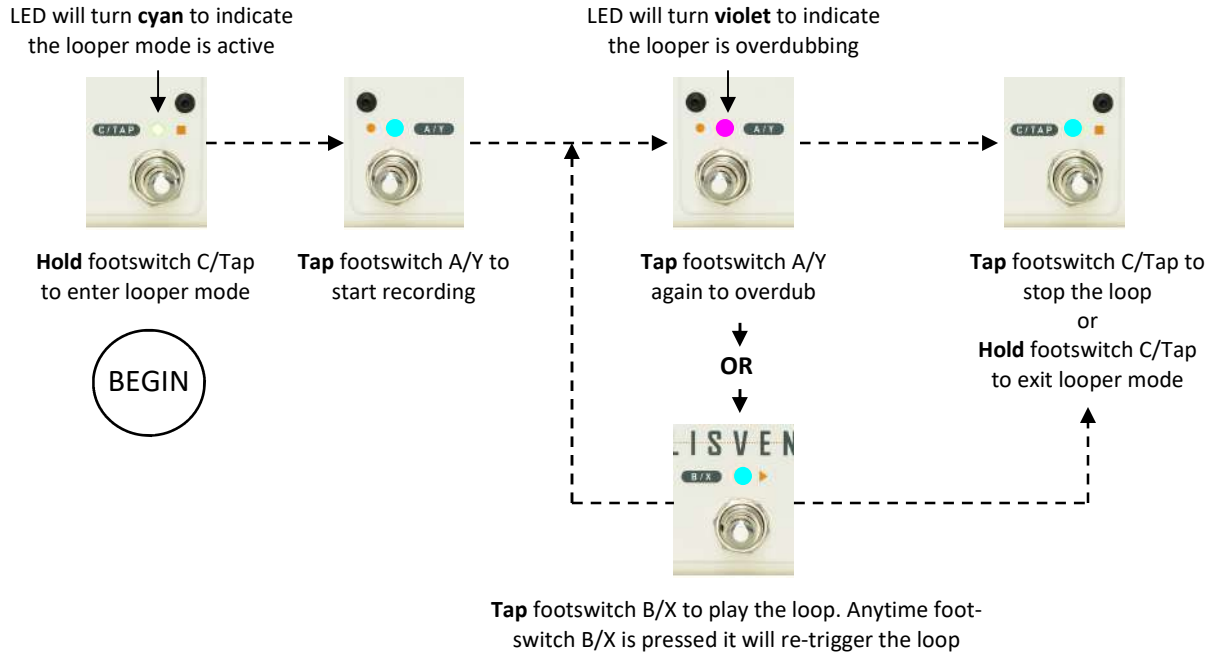 LED will turn cyan to indicate
the looper mode is active
LED will turn violet to indicate
the looper is overdubbing
C/TAP
A/Y
A/Y
C/TAP
Hold footswitch C/Tap
to enter looper mode
Tap footswitch A/Y to
start recording
Tap footswitch A/Y
again to overdub
Tap footswitch C/Tap to
stop the loop
or
Hold footswitch C/Tap
to exit looper mode
BEGIN
OR
LISVEN
B/X
Tap footswitch B/X to play the loop. Anytime foot-
switch B/X is pressed it will re-trigger the loop